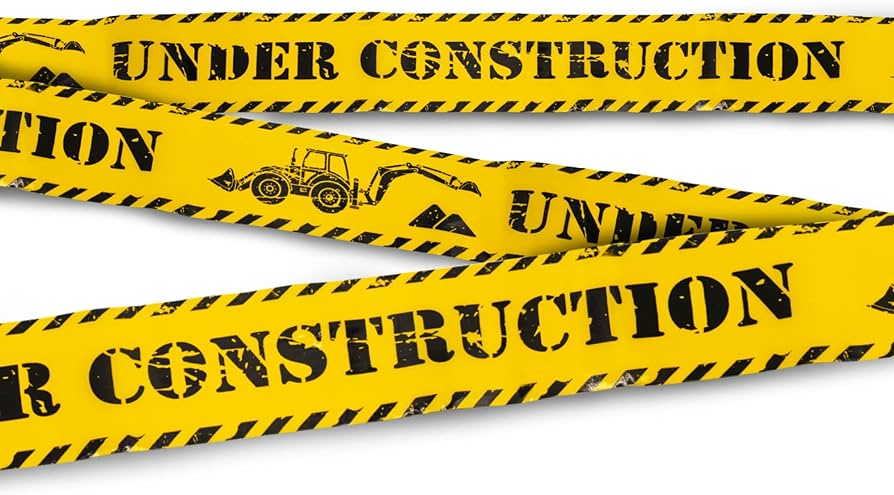 UNDER CONSTRUCTION
TION UNDER
R CONSTRUCTION